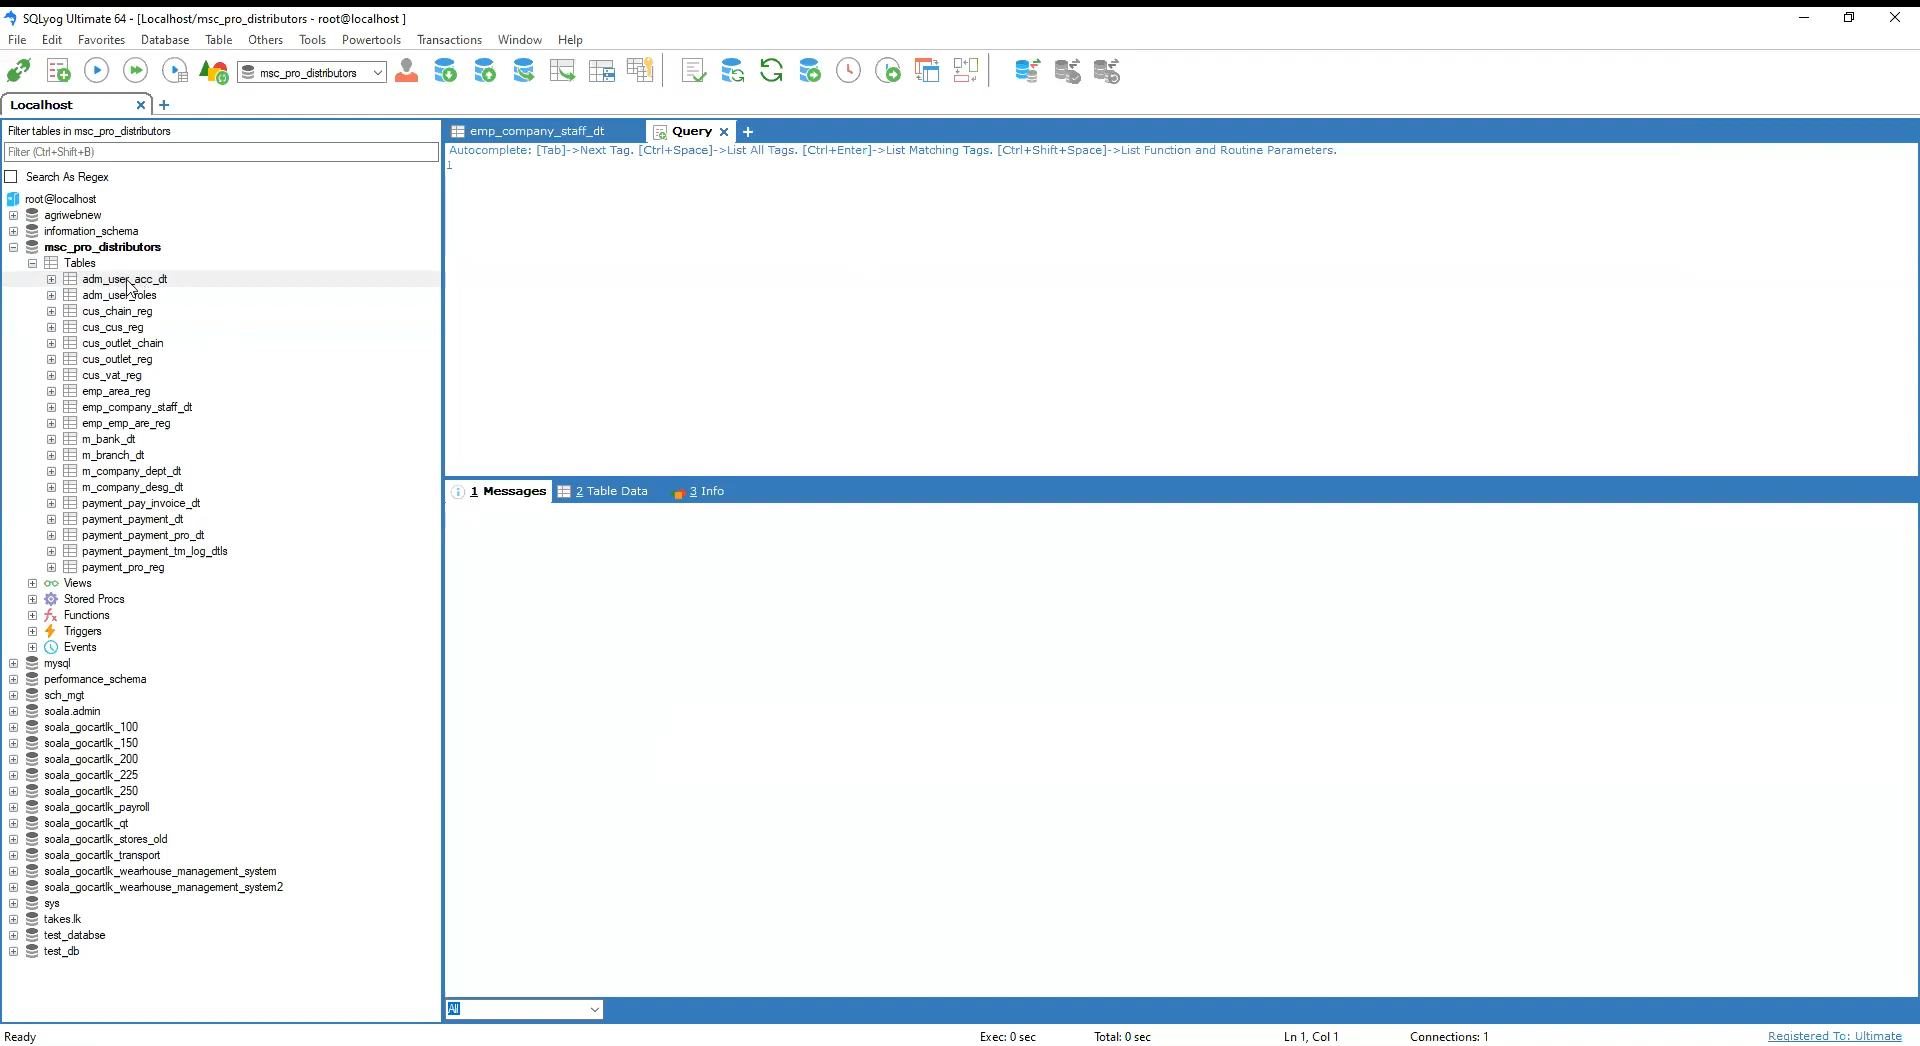 SQLyog Ultimate 64 - [Localhost/msc_pro_distributors - root@localhost ]
File Edit Favorites Database Table Others Tools Powertools Transactions Window Help
msc_pro_distributors
Localhost
Filter tables in msc_pro_distributors
Filter (Ctrl+Shift+B)
Search As Regex
root@localhost
agriwebnew
information_schema
msc_pro_distributors
Tables
adm_user_acc_dt
adm_user_roles
cus_chain_reg
cus_cus_reg
cus_outlet_chain
cus_outlet_reg
cus_vat_reg
emp_area_reg
emp_company_staff_dt
emp_emp_are_reg
m_bank_dt
m_branch_dt
m_company_dept_dt
m_company_desg_dt
payment_pay_invoice_dt
payment_payment_dt
payment_payment_pro_dt
payment_payment_tm_log_dtls
payment_pro_reg
Views
Stored Procs
Functions
Triggers
Events
mysql
performance_schema
sch_mgt
soala.admin
soala_gocartlk_100
soala_gocartlk_150
soala_gocartlk_200
soala_gocartlk_225
soala_gocartlk_250
soala_gocartlk_payroll
soala_gocartlk_qt
soala_gocartlk_stores_old
soala_gocartlk_transport
soala_gocartlk_wearhouse_management_system
soala_gocartlk_wearhouse_management_system2
sys
takes.lk
test_databse
test_db
emp_company_staff_dt Query
Autocomplete: [Tab]->Next Tag. [Ctrl+Space]->List All Tags. [Ctrl+Enter]->List Matching Tags. [Ctrl+Shift+Space]->List Function and Routine Parameters.
1
1 Messages 2 Table Data 3 Info
All
Ready Exec: 0 sec Total: 0 sec Ln 1, Col 1 Connections: 1 Registered To: Ultimate